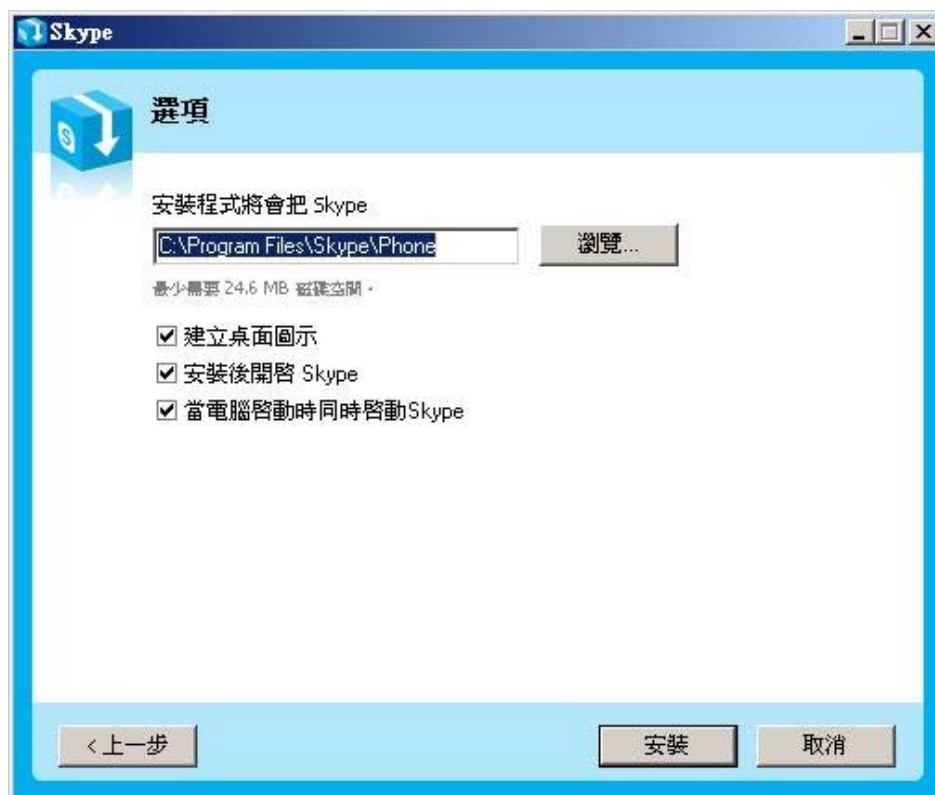 Skype
選項
安裝程式將會把 Skype
C:\Program Files\Skype\Phone
瀏覽...
最少需要 24.6 MB 磁碟空間。
建立桌面圖示
安裝後開啓 Skype
當電腦啓動時同時啓動Skype
<上一步
安裝
取消